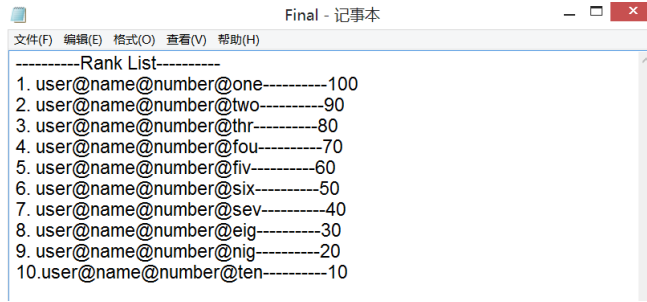 Final - 记事本
文件(F) 编辑(E) 格式(O) 查看(V) 帮助(H)
----------Rank List----------
1. user@name@number@one----------100
2. user@name@number@two----------90
3. user@name@number@thr----------80
4. user@name@number@fou----------70
5. user@name@number@fiv----------60
6. user@name@number@six----------50
7. user@name@number@sev----------40
8. user@name@number@eig----------30
9. user@name@number@nig----------20
10.user@name@number@ten----------10